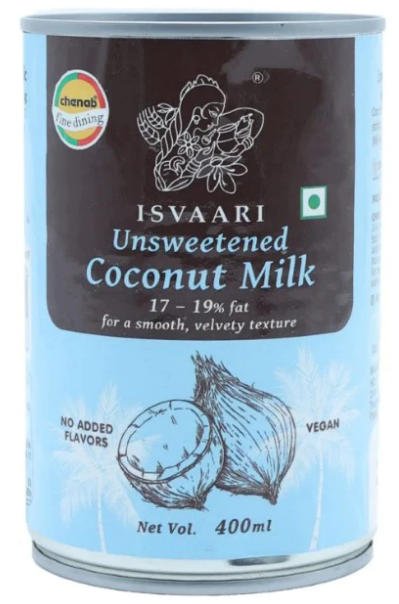 chenab
fine dining
®
ISVAARI
Unsweetened
Coconut Milk
17 – 19% fat
for a smooth, velvety texture
NO ADDED
FLAVORS
VEGAN
Net Vol. 400ml